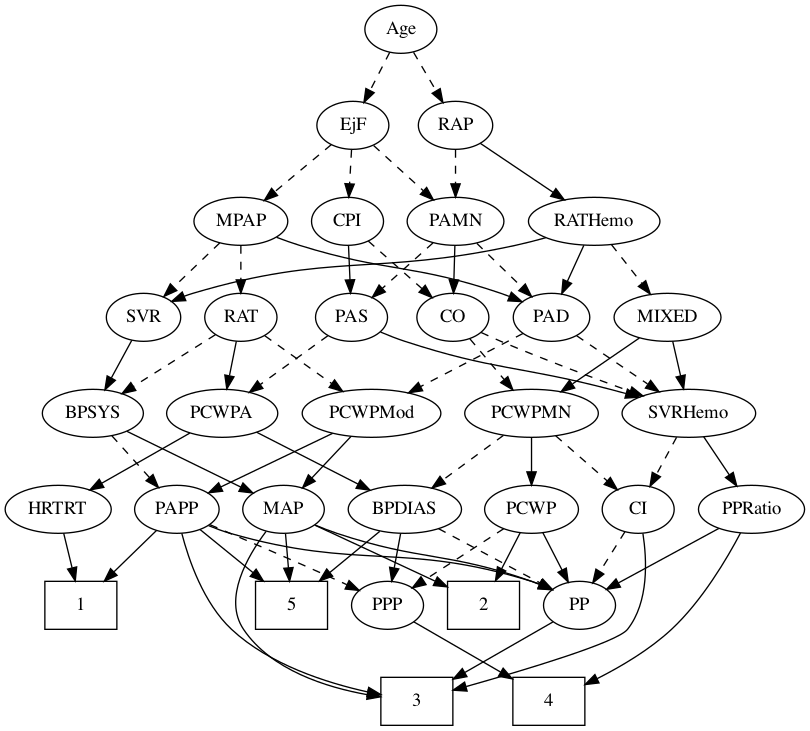 Age
EjF RAP
MPAP CPI PAMN RATHemo
SVR RAT PAS CO PAD MIXED
BPSYS PCWPA PCWPMod PCWPMN SVRHemo
HRTRT PAPP MAP BPDIAS PCWP CI PPRatio
1 5 PPP 2 PP
3 4